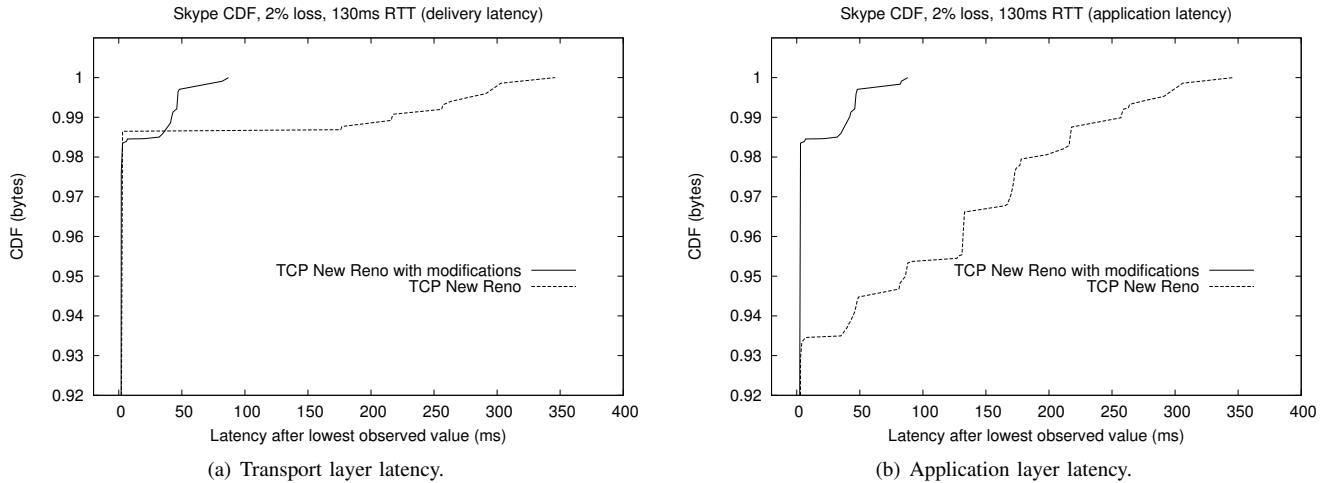 Skype CDF, 2% loss, 130ms RTT (delivery latency)
CDF (bytes)
1
0.99
0.98
0.97
0.96
0.95
0.94
0.93
0.92
TCP New Reno with modifications
TCP New Reno
0 50 100 150 200 250 300 350 400
Latency after lowest observed value (ms)
(a) Transport layer latency.
Skype CDF, 2% loss, 130ms RTT (application latency)
CDF (bytes)
1
0.99
0.98
0.97
0.96
0.95
0.94
0.93
0.92
TCP New Reno with modifications
TCP New Reno
0 50 100 150 200 250 300 350 400
Latency after lowest observed value (ms)
(b) Application layer latency.